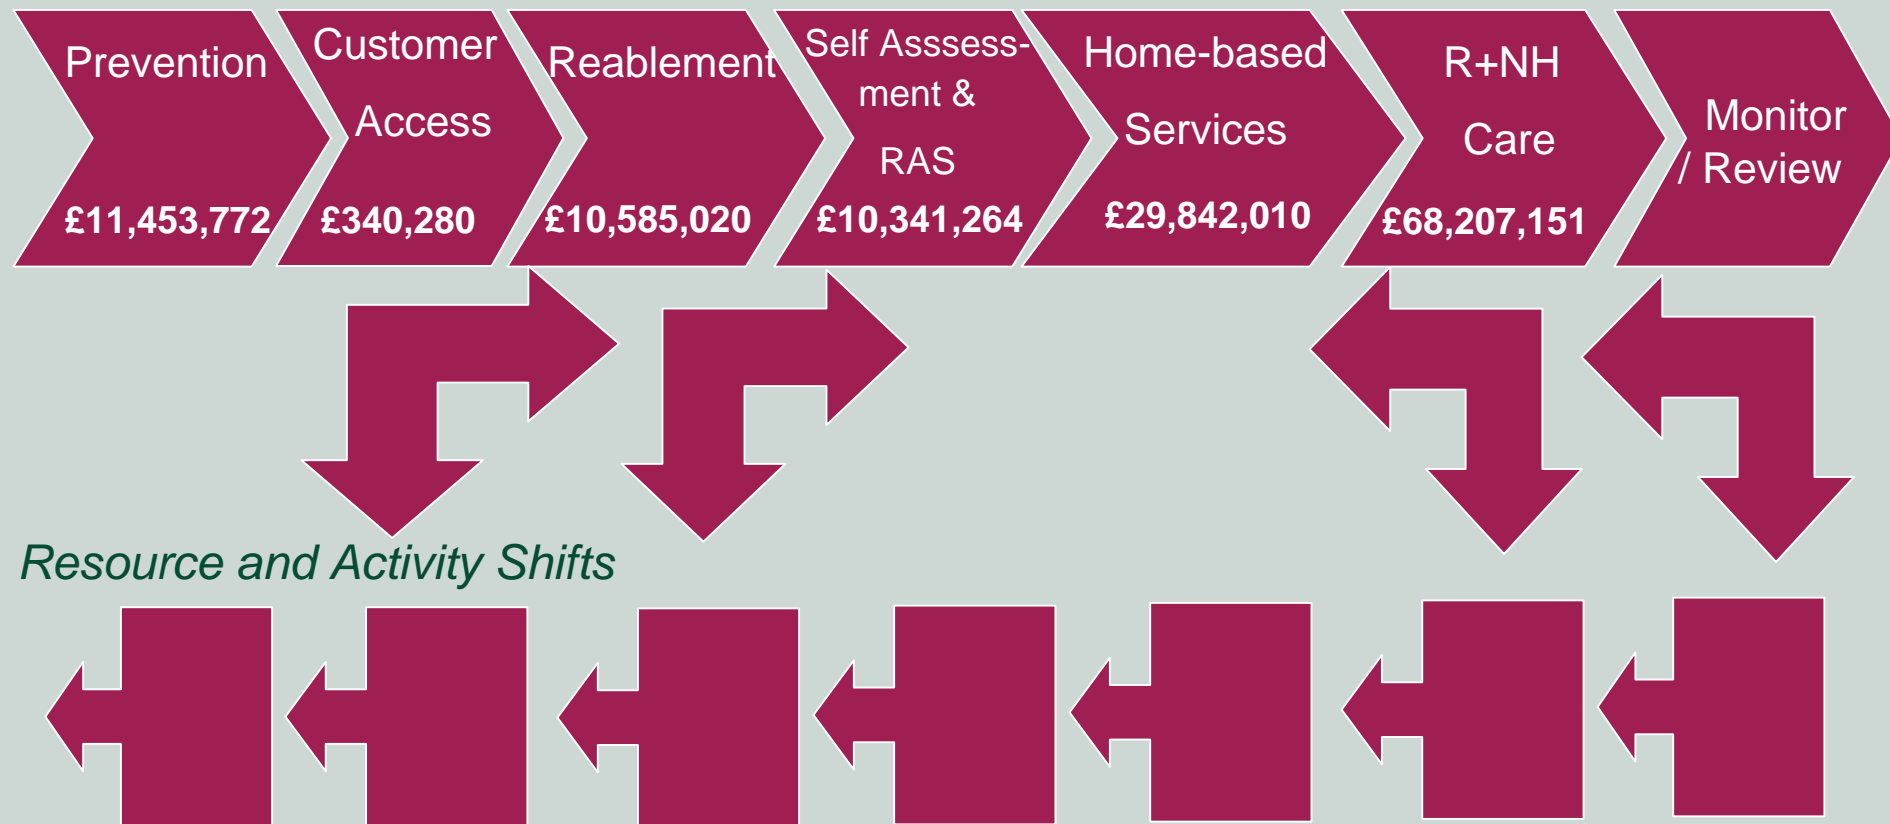 Prevention
£11,453,772
Customer
Access
£340,280
Reablement
£10,585,020
Self Asssess-
ment &
RAS
£10,341,264
Home-based
Services
£29,842,010
R+NH
Care
£68,207,151
Monitor
/ Review
Resource and Activity Shifts